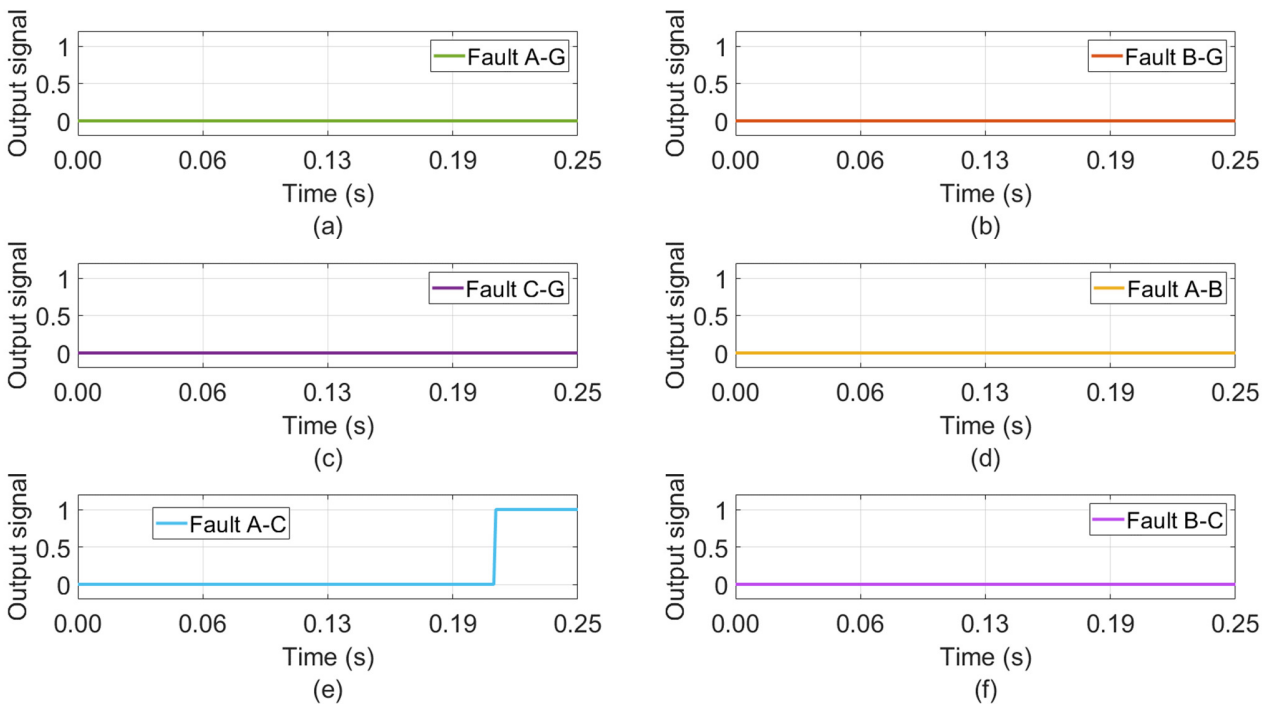 Output signal
1
0.5
0
Fault A-G
0.00 0.06 0.13 0.19 0.25
Time (s)
(a)
Output signal
1
0.5
0
Fault B-G
0.00 0.06 0.13 0.19 0.25
Time (s)
(b)
Output signal
1
0.5
0
Fault C-G
0.00 0.06 0.13 0.19 0.25
Time (s)
(c)
Output signal
1
0.5
0
Fault A-B
0.00 0.06 0.13 0.19 0.25
Time (s)
(d)
Output signal
1
0.5
0
Fault A-C
0.00 0.06 0.13 0.19 0.25
Time (s)
(e)
Output signal
1
0.5
0
Fault B-C
0.00 0.06 0.13 0.19 0.25
Time (s)
(f)